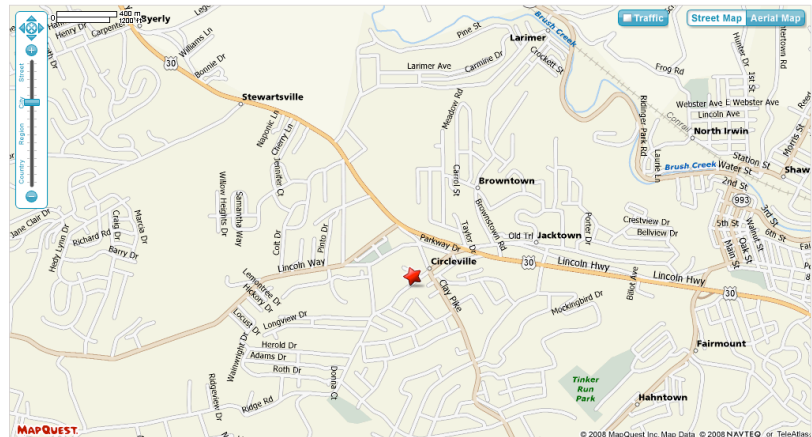 400 m
1200 ft
Byerly
Carpenter
Henry Dr
Williams Ln
Bonnie Dr
30
Stewartsville
Naponic Ln
Cherry Ln
Jennifer Ct
Willow Heights Dr
Samantha Way
Colt Dr
Pinto Dr
Jane Clair Dr
Hedy Lynn Dr
Craig Dr
Marcia Dr
Richard Rd
Barry Dr
Lincoln Way
Lemontree Dr
Hickory Dr
Locust Dr
Longview Dr
Wainwright Dr
Herold Dr
Adams Dr
Roth Dr
Donna Ct
Ridgeview Dr
Ridge Rd
Pine St
Larimer
Brush Creek
Larimer Ave
Carmine Dr
Crockett St
Meadow Rd
Carrol St
Browntown
Brownstown Rd
Taylor Dr
Parkway Dr
Old Trl
Jacktown
Porter Dr
Circleville
Clay Pike
30
Lincoln Hwy
Lincoln Hwy
30
Billot Ave
Mockingbird Dr
Crestview Dr
Bellview Dr
Tinker
Run
Park
Fairmount
Hahntown
Frog Rd
Hunter Dr
1st St
Ridinger Park Rd
Conrail
Webster Ave
E Webster Ave
Lincoln Ave
North Irwin
Laurie Ln
Brush Creek
Water St
Station St
Morris St
Shaw
2nd St
993
3rd St
5th St
6th St
Walnut St
Oak St
Main St
Traffic
Street Map
Aerial Map
Street
City
Region
Country
MAPQUEST
© 2008 MapQuest Inc. Map Data © 2008 NAVTEQ or TeleAtlas